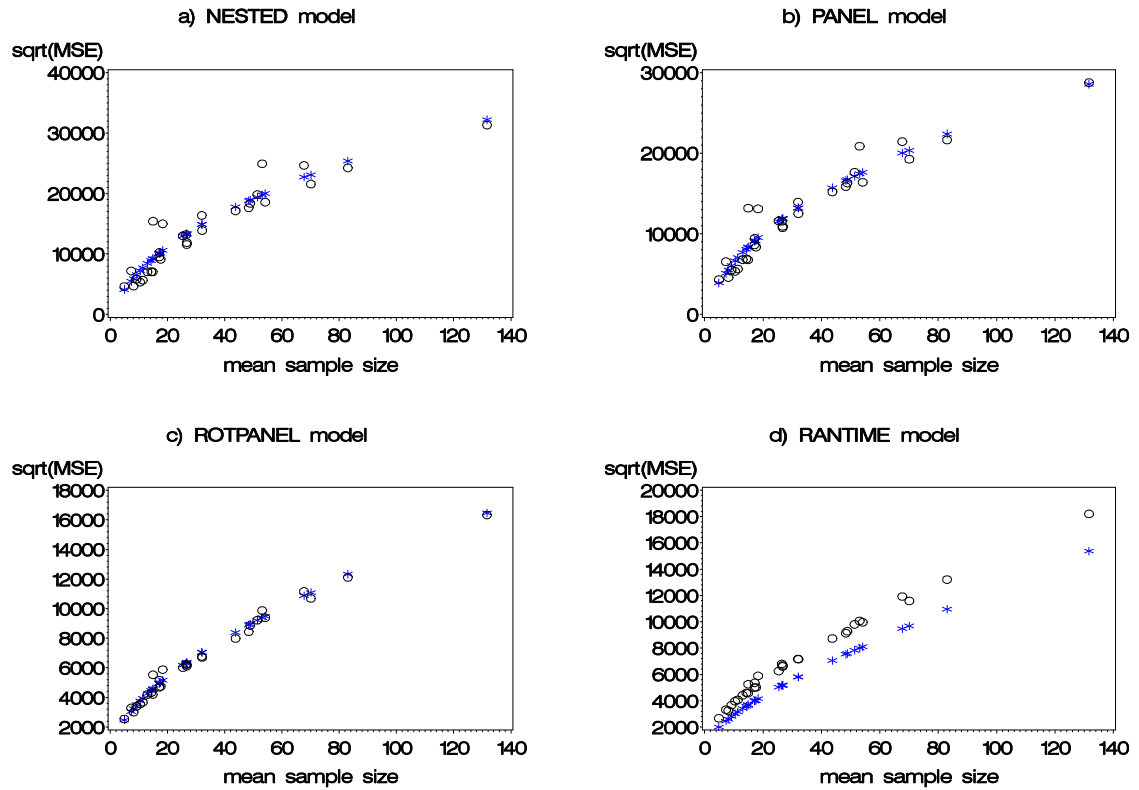 a) NESTED model
sqrt(MSE)
40000
30000
20000
10000
0
0 20 40 60 80 100 120 140
mean sample size
b) PANEL model
sqrt(MSE)
30000
20000
10000
0
0 20 40 60 80 100 120 140
mean sample size
c) ROTPANEL model
sqrt(MSE)
18000
16000
14000
12000
10000
8000
6000
4000
2000
0 20 40 60 80 100 120 140
mean sample size
d) RANTIME model
sqrt(MSE)
20000
18000
16000
14000
12000
10000
8000
6000
4000
2000
0 20 40 60 80 100 120 140
mean sample size